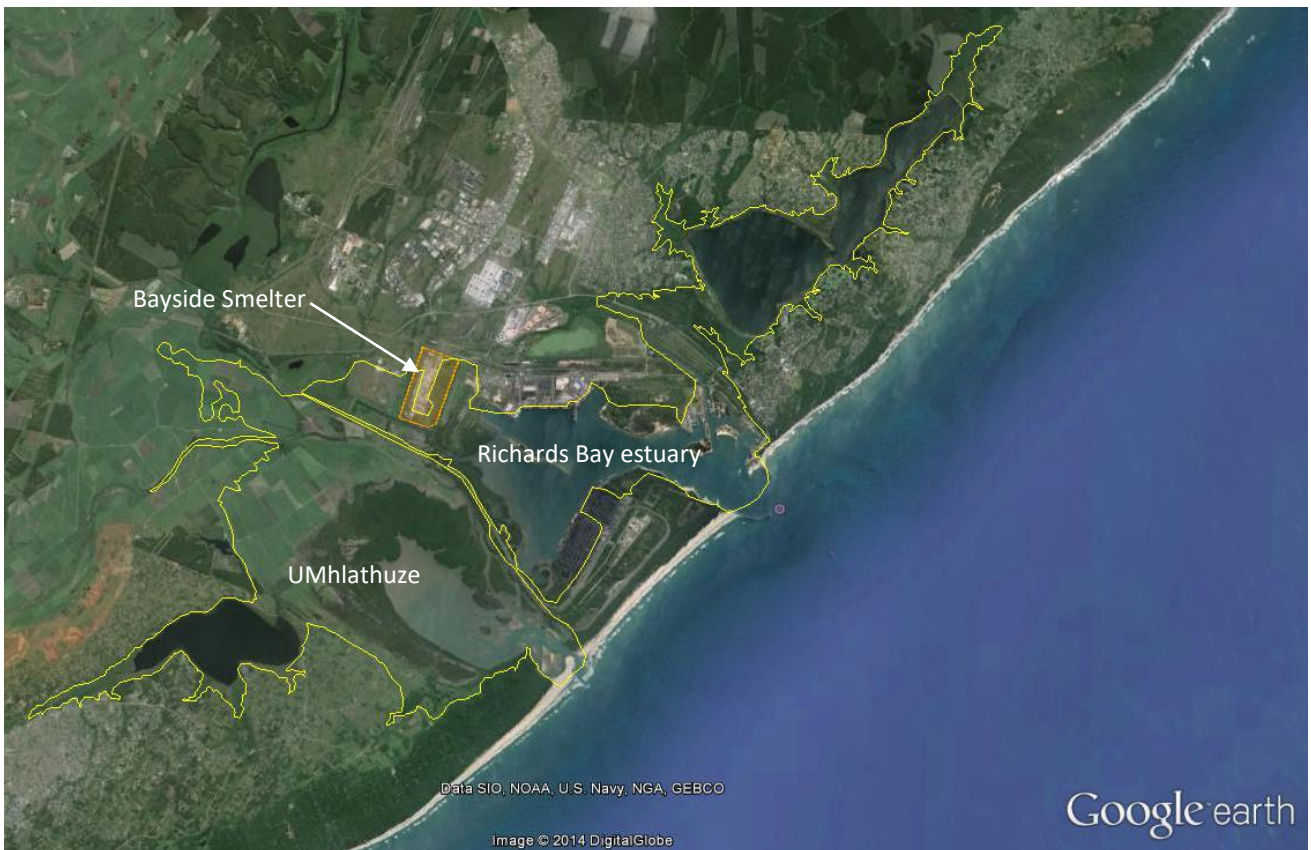 Bayside Smelter
Richards Bay estuary
UMhlathuze
Data SIO, NOAA, U.S. Navy, NGA, GEBCO
Image © 2014 DigitalGlobe
Google earth